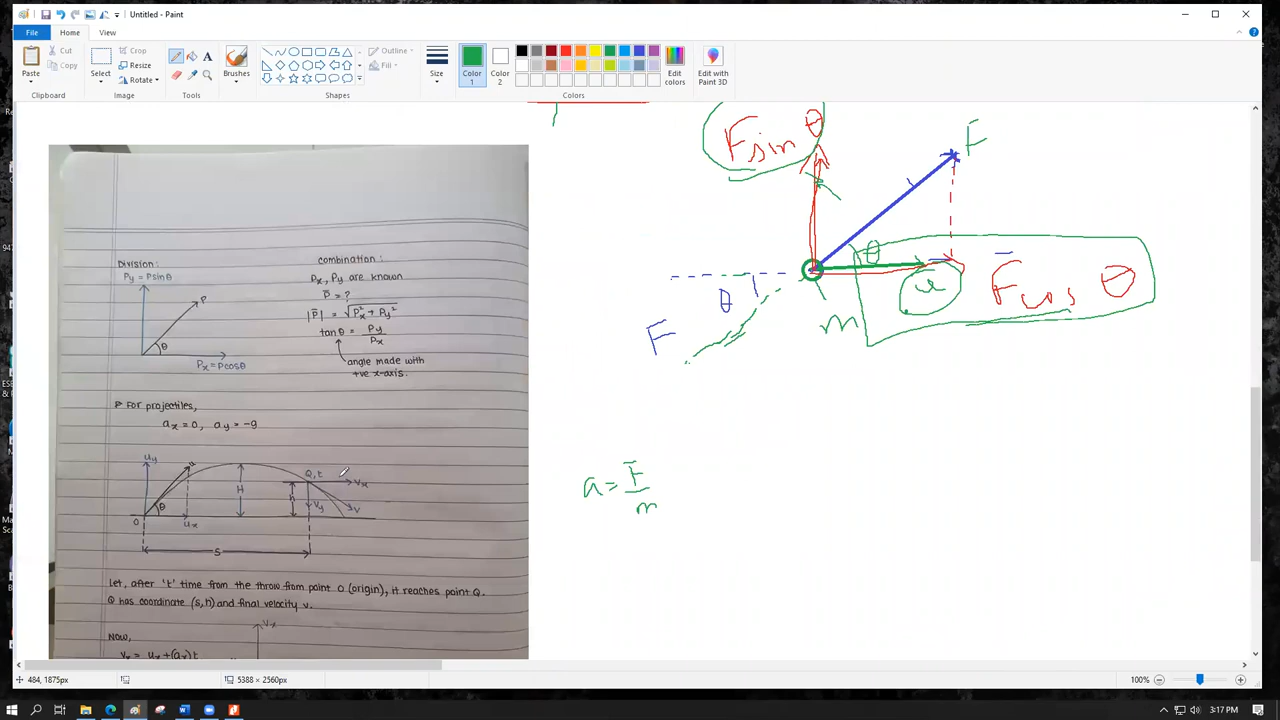 Untitled - Paint
File
Home
View
Paste
Cut
Copy
Clipboard
Select
Crop
Resize
Rotate
Image
Tools
Brushes
Outline
Fill
Shapes
Size
Color 1
Color 2
Edit colors
Edit with Paint 3D
Colors
F sin θ
F
θ
x
F cos θ
θ
F
m
a = F/m
DIVISION:
Py = Psinθ
P
θ
Px = Pcosθ
combination:
Px, Py are known
P̅ = ?
|P̅| = √Px² + Py²
tanθ = Py/Px
angle made with
+ve x-axis.
For projectiles,
ax = 0, ay = -g
uy
u
θ
O
ux
H
Q,t
h
vx
vy
v
S
Let, after 't' time from the throw from point O (origin), it reaches point Q.
Q has coordinate (s,h) and final velocity v.
Now,
vx
vx = ux + (ax)t
484, 1875px
5388 × 2560px
100%
3:17 PM